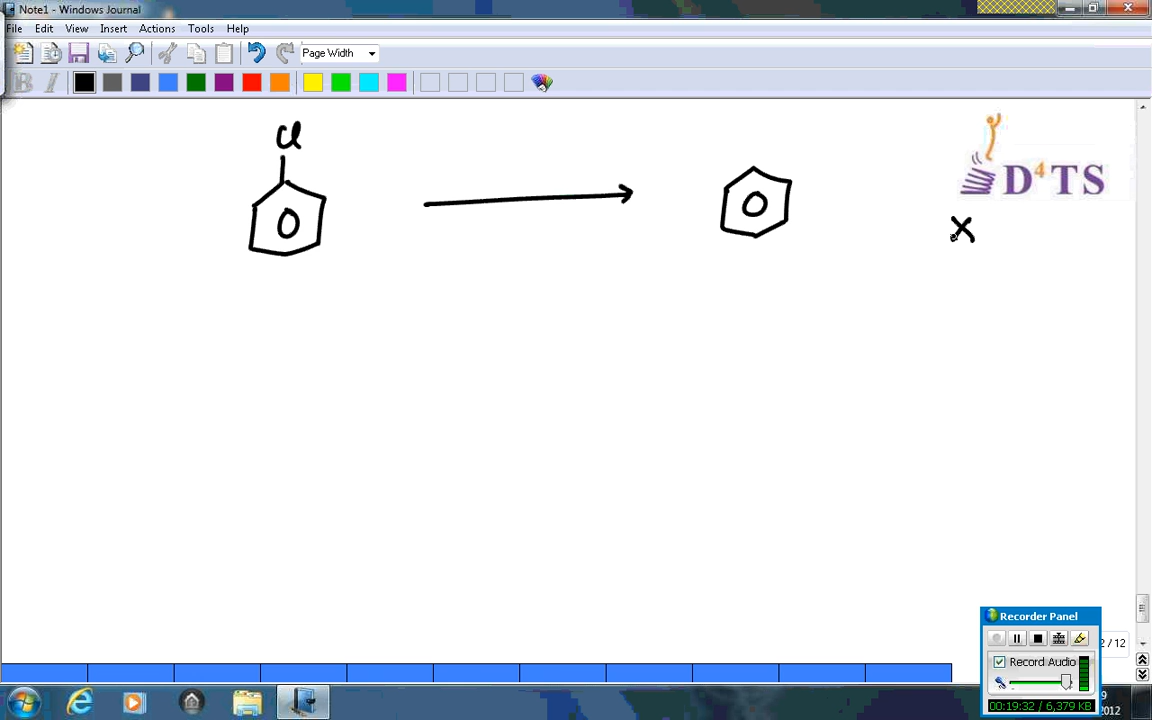 Note1 - Windows Journal
File Edit View Insert Actions Tools Help
Page Width
B I
Cl
D4TS
X
Recorder Panel
2 / 12
Record Audio
9
00:19:32 / 6,379 KB
2012